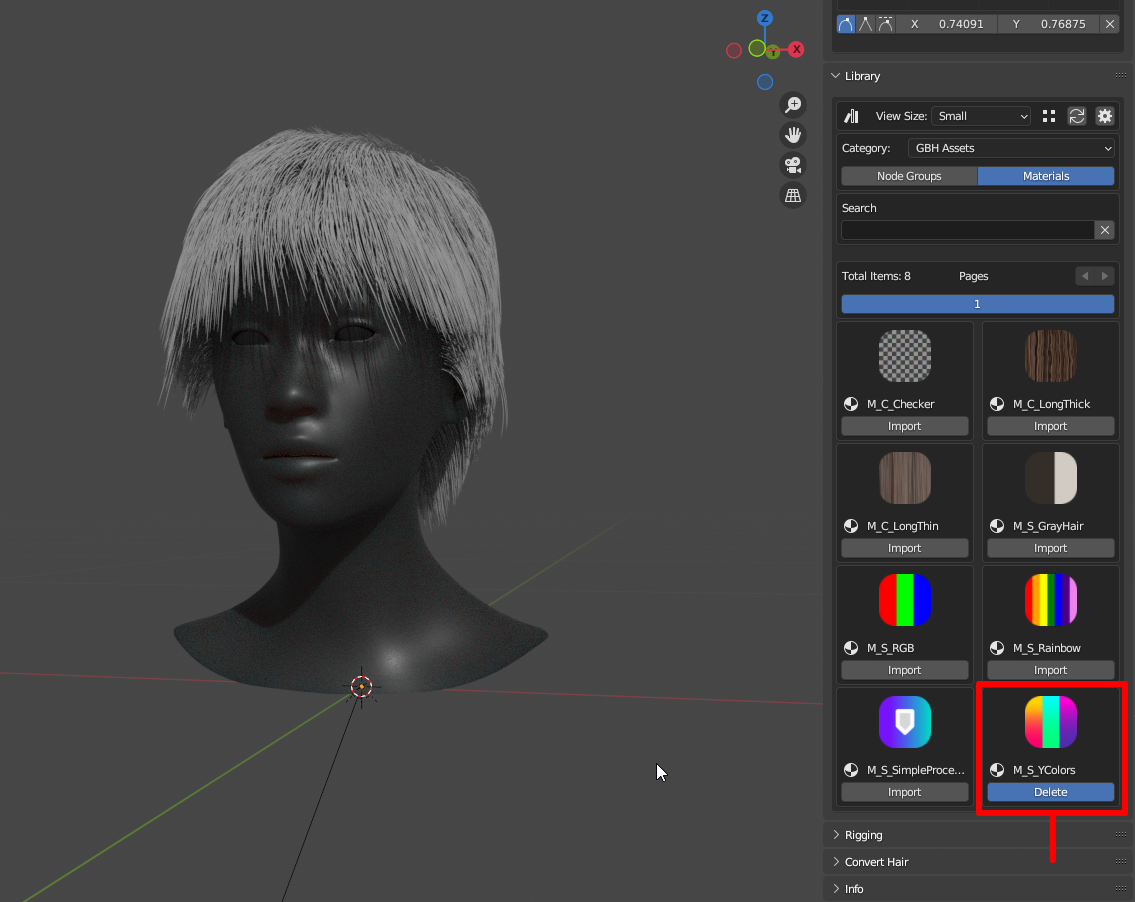 Z
X
Y
X 0.74091 Y 0.76875
Library
View Size: Small
Category: GBH Assets
Node Groups Materials
Search
Total Items: 8 Pages
1
M_C_Checker M_C_LongThick
Import Import
M_C_LongThin M_S_GrayHair
Import Import
M_S_RGB M_S_Rainbow
Import Import
M_S_SimpleProce... M_S_YColors
Import Delete
Rigging
Convert Hair
Info